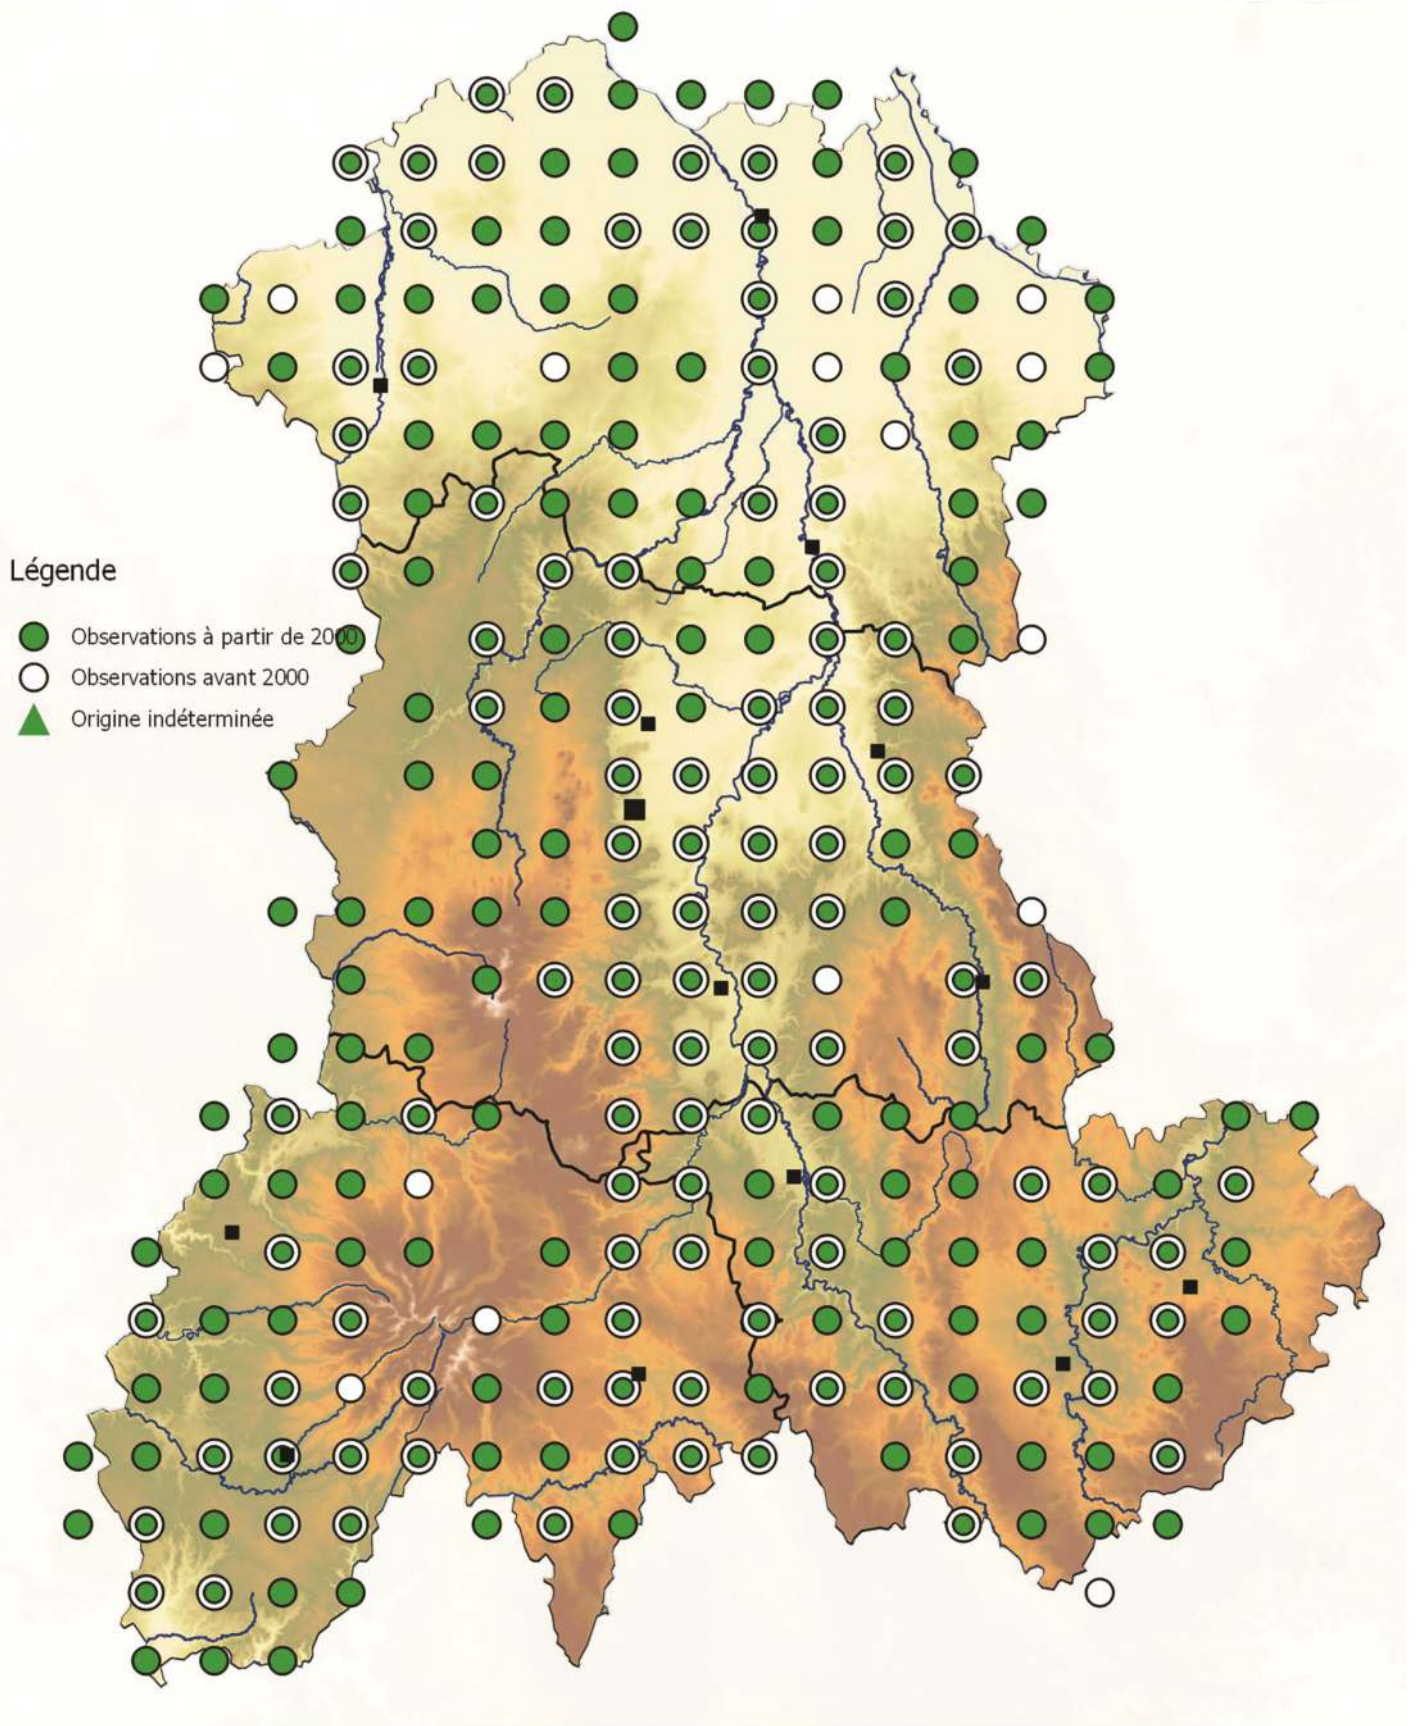 Légende
Observations à partir de 2000
Observations avant 2000
Origine indéterminée